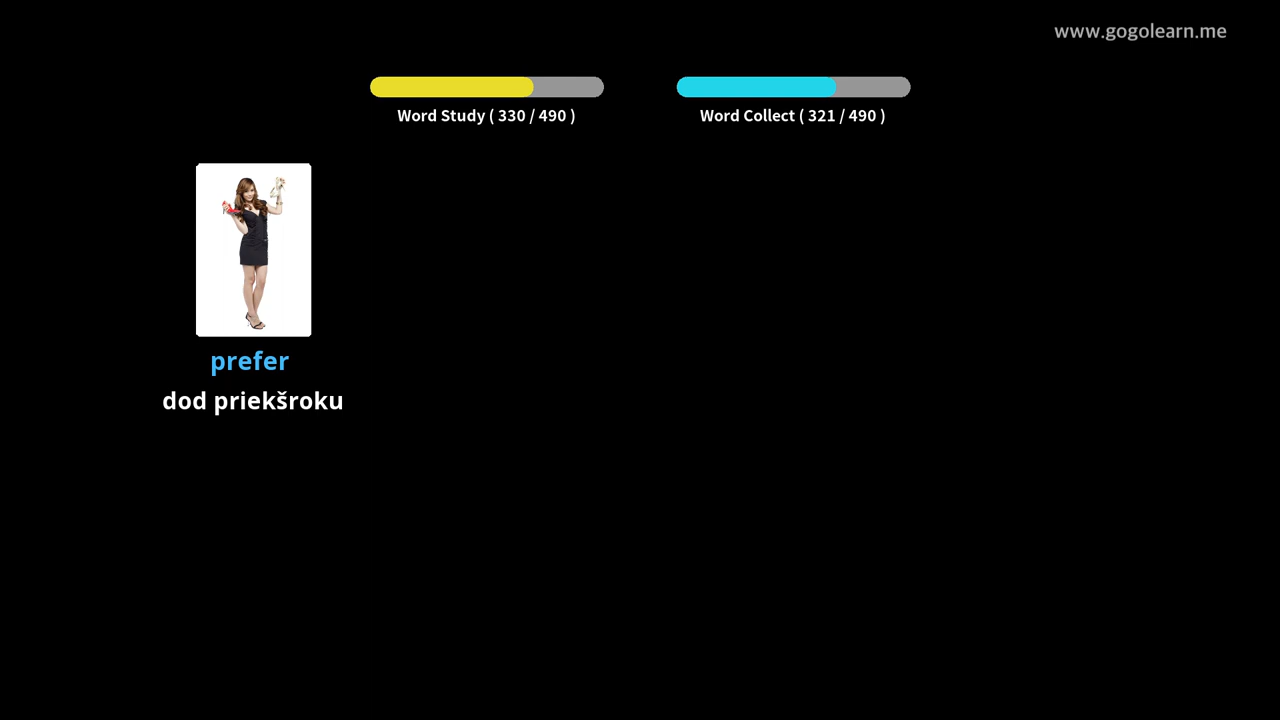 www.gogolearn.me
Word Study ( 330 / 490 )
Word Collect ( 321 / 490 )
prefer
dod priekšroku